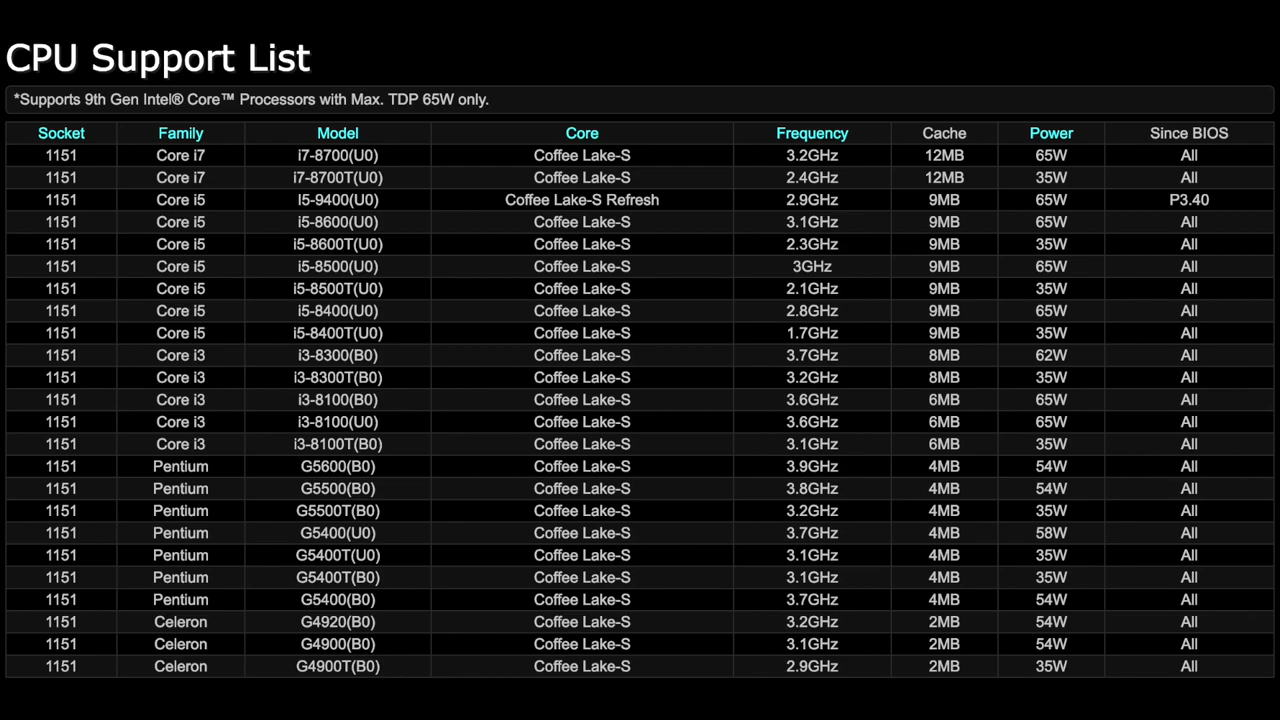 CPU Support List
*Supports 9th Gen Intel® Core™ Processors with Max. TDP 65W only.
Socket Family Model Core Frequency Cache Power Since BIOS
1151 Core i7 i7-8700(U0) Coffee Lake-S 3.2GHz 12MB 65W All
1151 Core i7 i7-8700T(U0) Coffee Lake-S 2.4GHz 12MB 35W All
1151 Core i5 I5-9400(U0) Coffee Lake-S Refresh 2.9GHz 9MB 65W P3.40
1151 Core i5 i5-8600(U0) Coffee Lake-S 3.1GHz 9MB 65W All
1151 Core i5 i5-8600T(U0) Coffee Lake-S 2.3GHz 9MB 35W All
1151 Core i5 i5-8500(U0) Coffee Lake-S 3GHz 9MB 65W All
1151 Core i5 i5-8500T(U0) Coffee Lake-S 2.1GHz 9MB 35W All
1151 Core i5 i5-8400(U0) Coffee Lake-S 2.8GHz 9MB 65W All
1151 Core i5 i5-8400T(U0) Coffee Lake-S 1.7GHz 9MB 35W All
1151 Core i3 i3-8300(B0) Coffee Lake-S 3.7GHz 8MB 62W All
1151 Core i3 i3-8300T(B0) Coffee Lake-S 3.2GHz 8MB 35W All
1151 Core i3 i3-8100(B0) Coffee Lake-S 3.6GHz 6MB 65W All
1151 Core i3 i3-8100(U0) Coffee Lake-S 3.6GHz 6MB 65W All
1151 Core i3 i3-8100T(B0) Coffee Lake-S 3.1GHz 6MB 35W All
1151 Pentium G5600(B0) Coffee Lake-S 3.9GHz 4MB 54W All
1151 Pentium G5500(B0) Coffee Lake-S 3.8GHz 4MB 54W All
1151 Pentium G5500T(B0) Coffee Lake-S 3.2GHz 4MB 35W All
1151 Pentium G5400(U0) Coffee Lake-S 3.7GHz 4MB 58W All
1151 Pentium G5400T(U0) Coffee Lake-S 3.1GHz 4MB 35W All
1151 Pentium G5400T(B0) Coffee Lake-S 3.1GHz 4MB 35W All
1151 Pentium G5400(B0) Coffee Lake-S 3.7GHz 4MB 54W All
1151 Celeron G4920(B0) Coffee Lake-S 3.2GHz 2MB 54W All
1151 Celeron G4900(B0) Coffee Lake-S 3.1GHz 2MB 54W All
1151 Celeron G4900T(B0) Coffee Lake-S 2.9GHz 2MB 35W All